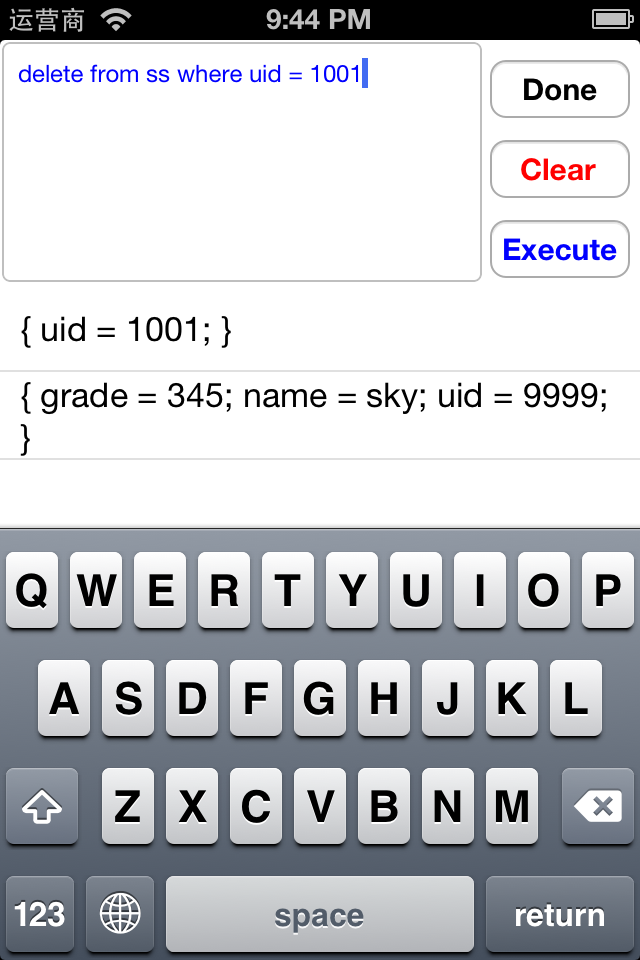 运营商 9:44 PM
delete from ss where uid = 1001
Done
Clear
Execute
{ uid = 1001; }
{ grade = 345; name = sky; uid = 9999;
}
Q W E R T Y U I O P
A S D F G H J K L
Z X C V B N M
123 space return